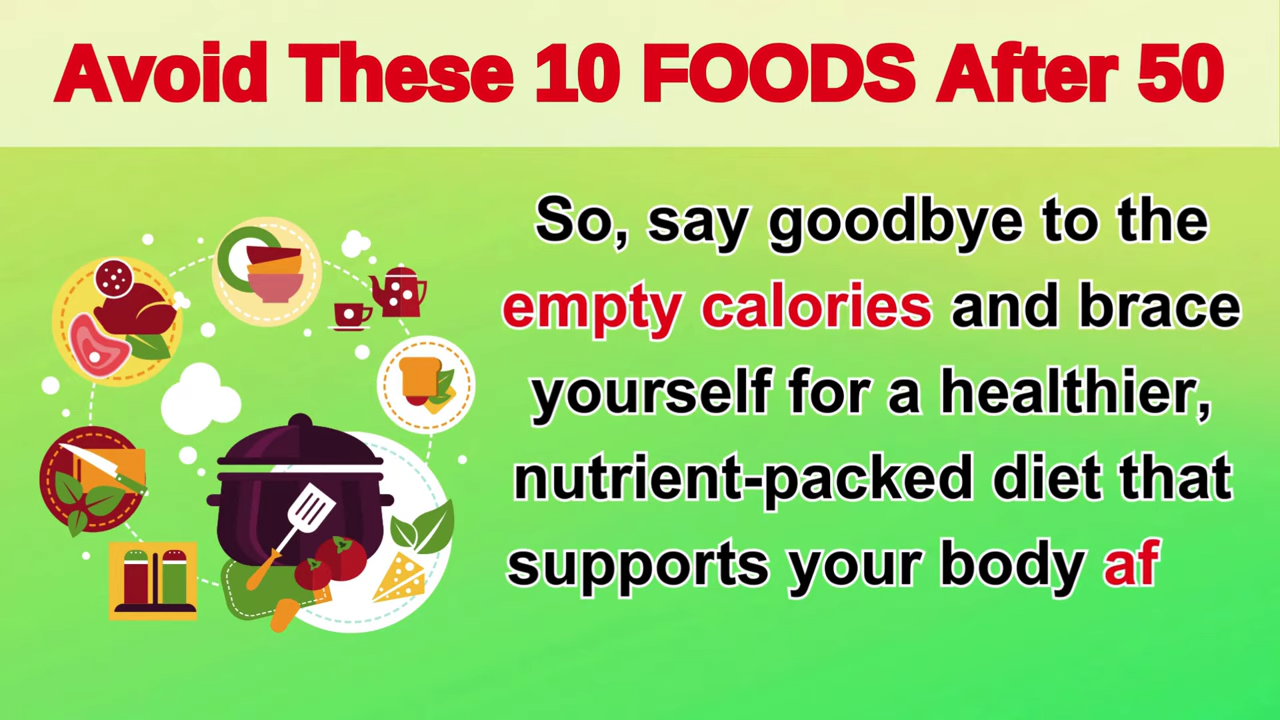 Avoid These 10 FOODS After 50
So, say goodbye to the
empty calories and brace
yourself for a healthier,
nutrient-packed diet that
supports your body af